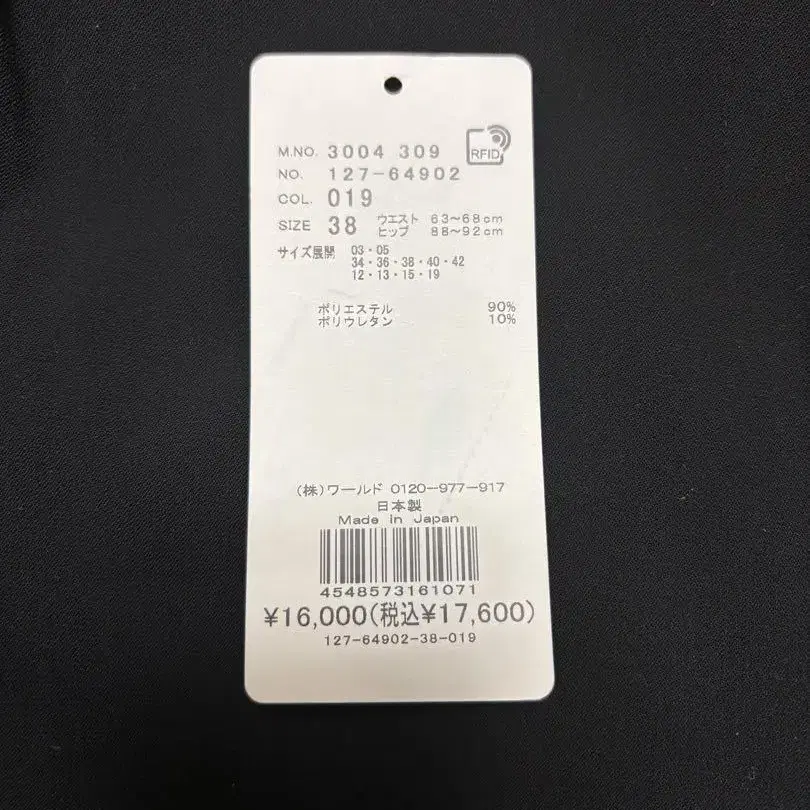 M.NO. 3004 309
RFID
NO. 127-64902
COL. 019
SIZE 38 ウエスト 63~68cm
ヒップ 88~92cm
サイズ展開 03・05
34・36・38・40・42
12・13・15・19
ポリエステル 90%
ポリウレタン 10%
(株)ワールド 0120-977-917
日本製
Made in Japan
4548573161071
¥16,000(税込¥17,600)
127-64902-38-019